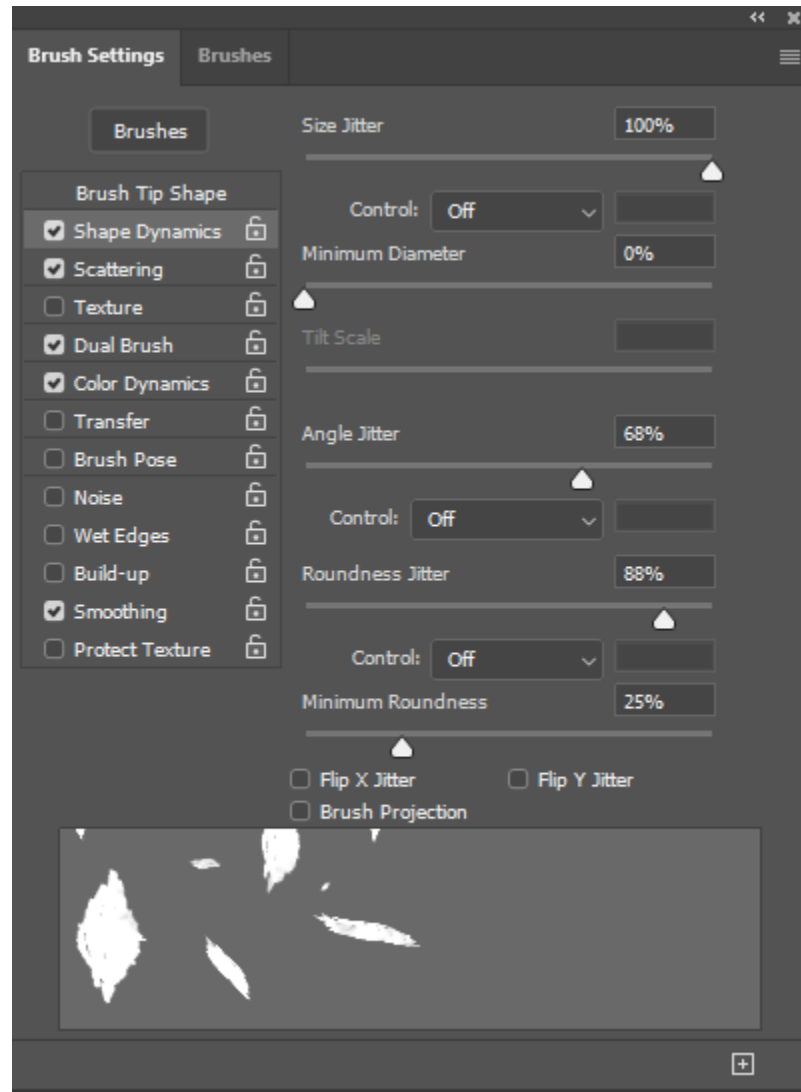 Brush Settings Brushes
Brushes
Brush Tip Shape
Shape Dynamics
Scattering
Texture
Dual Brush
Color Dynamics
Transfer
Brush Pose
Noise
Wet Edges
Build-up
Smoothing
Protect Texture
Size Jitter 100%
Control: Off
Minimum Diameter 0%
Tilt Scale
Angle Jitter 68%
Control: Off
Roundness Jitter 88%
Control: Off
Minimum Roundness 25%
Flip X Jitter Flip Y Jitter
Brush Projection